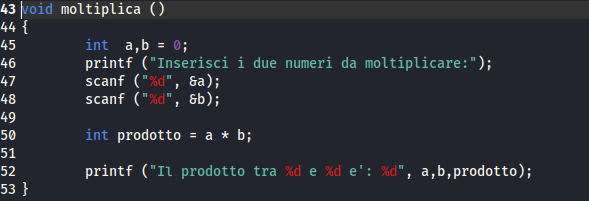 43 void moltiplica ()
44 {
45 int  a,b = 0;
46 printf ("Inserisci i due numeri da moltiplicare:");
47 scanf ("%d", &a);
48 scanf ("%d", &b);
49
50 int prodotto = a * b;
51
52 printf ("Il prodotto tra %d e %d e': %d", a,b,prodotto);
53 }